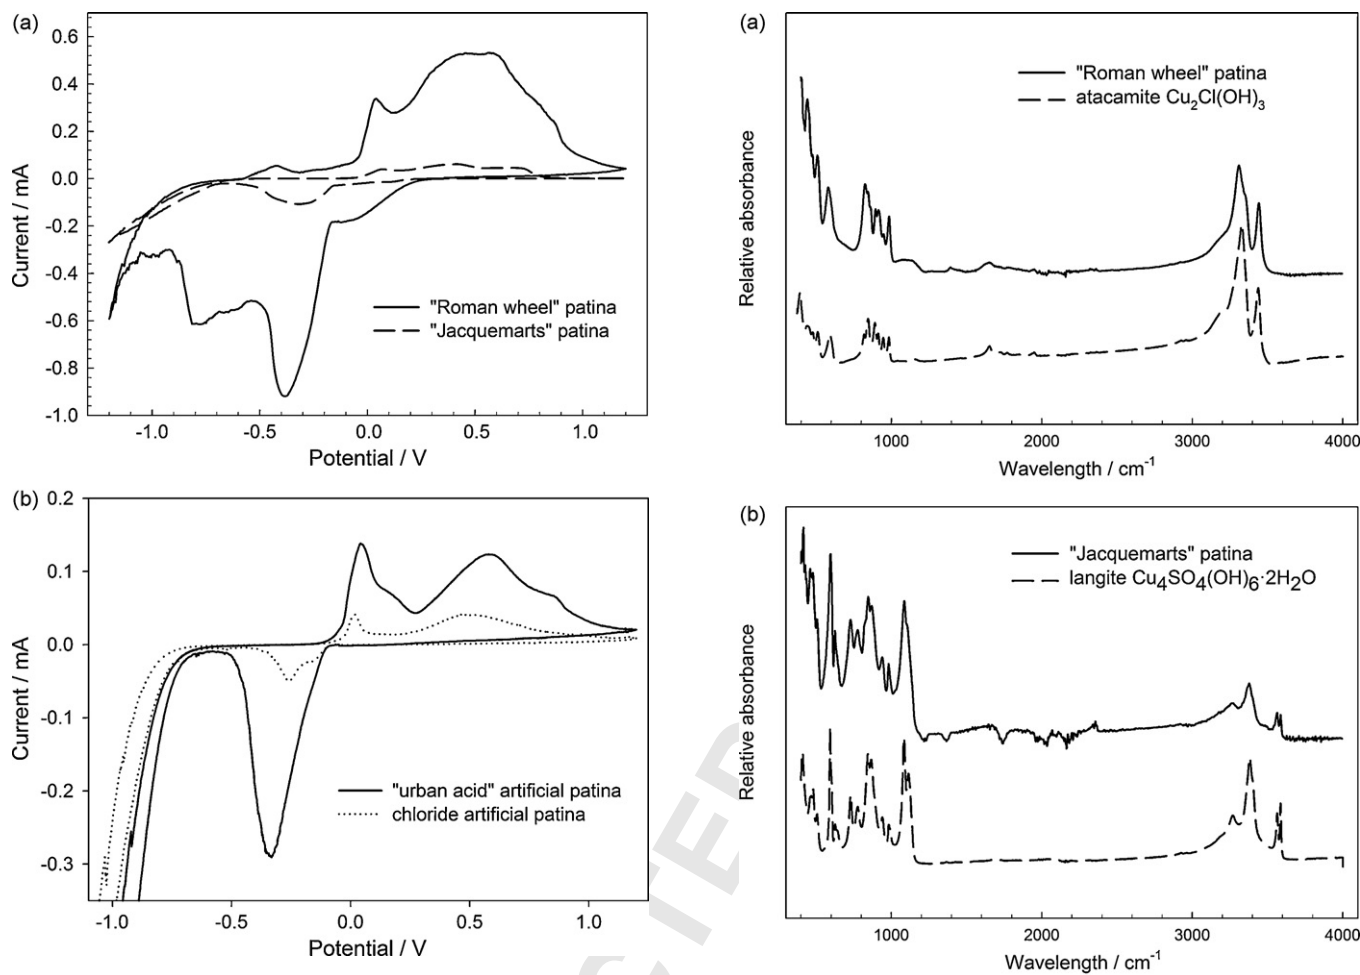 (a)
0.6
0.4
0.2
0.0
-0.2
-0.4
-0.6
-0.8
-1.0
Current / mA
"Roman wheel" patina
"Jacquemarts" patina
-1.0 -0.5 0.0 0.5 1.0
Potential / V
(a)
Relative absorbance
"Roman wheel" patina
atacamite Cu2Cl(OH)3
1000 2000 3000 4000
Wavelength / cm-1
(b)
0.2
0.1
0.0
-0.1
-0.2
-0.3
Current / mA
"urban acid" artificial patina
chloride artificial patina
-1.0 -0.5 0.0 0.5 1.0
Potential / V
(b)
Relative absorbance
"Jacquemarts" patina
langite Cu4SO4(OH)6·2H2O
1000 2000 3000 4000
Wavelength / cm-1
CTED